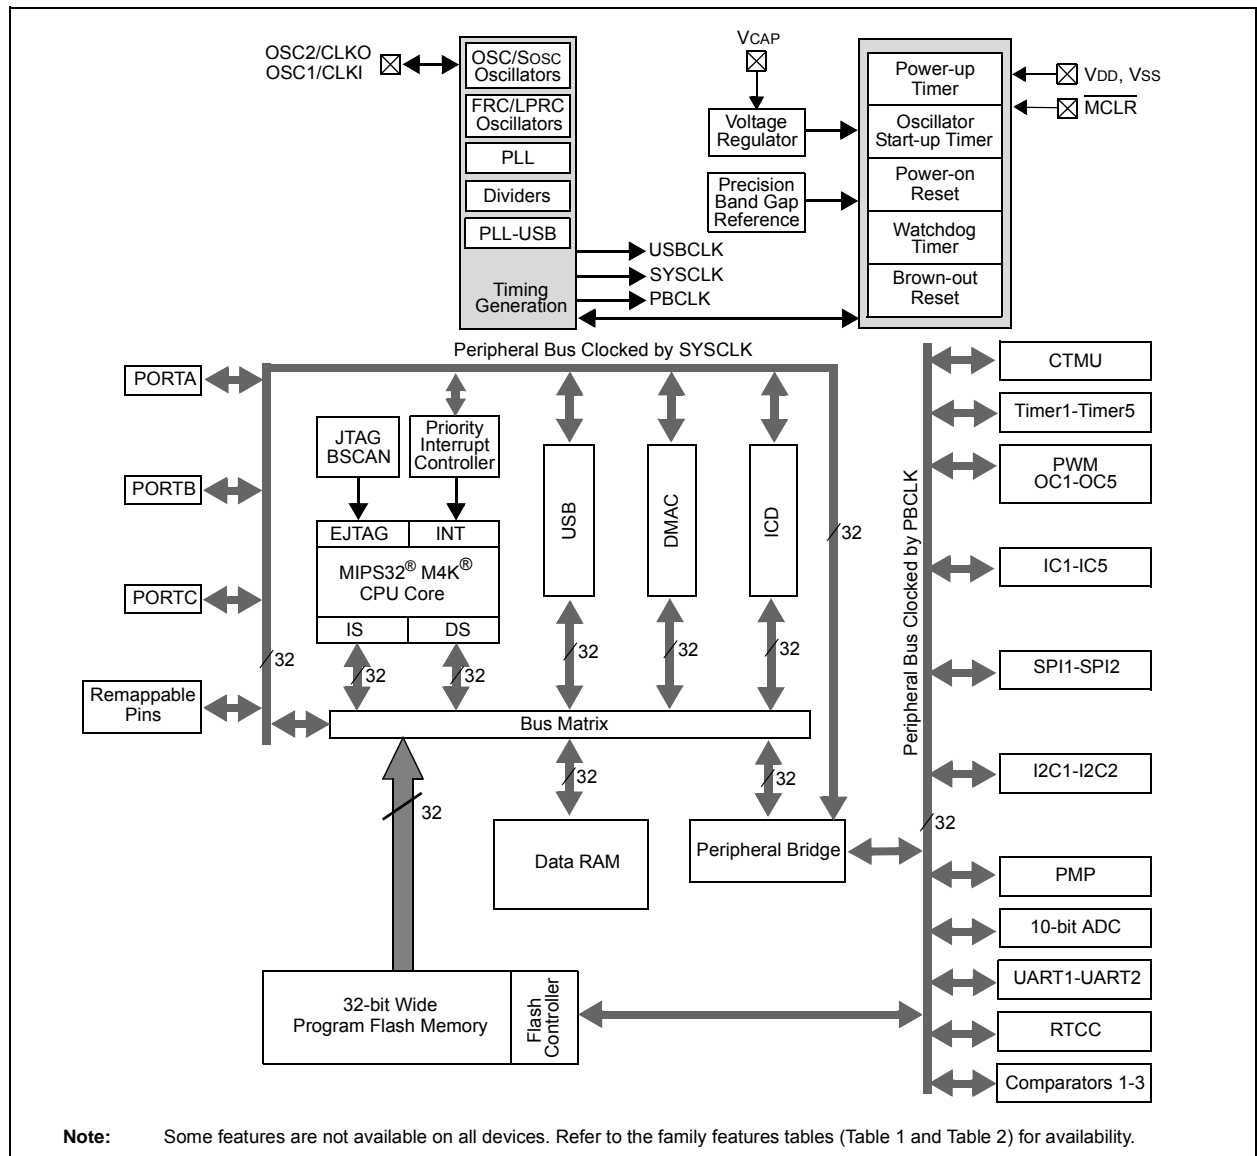 OSC2/CLKO
OSC1/CLKI
OSC/SOSC
Oscillators
FRC/LPRC
Oscillators
PLL
Dividers
PLL-USB
Timing
Generation
USBCLK
SYSCLK
PBCLK
VCAP
Voltage
Regulator
Precision
Band Gap
Reference
Power-up
Timer
Oscillator
Start-up Timer
Power-on
Reset
Watchdog
Timer
Brown-out
Reset
VDD, VSS
MCLR
Peripheral Bus Clocked by SYSCLK
PORTA
PORTB
PORTC
Remappable
Pins
32
JTAG
BSCAN
Priority
Interrupt
Controller
EJTAG
INT
MIPS32® M4K®
CPU Core
IS
DS
32
32
USB
32
DMAC
32
ICD
32
32
Bus Matrix
32
32
32
Data RAM
Peripheral Bridge
32-bit Wide
Program Flash Memory
Flash
Controller
Peripheral Bus Clocked by PBCLK
32
CTMU
Timer1-Timer5
PWM
OC1-OC5
IC1-IC5
SPI1-SPI2
I2C1-I2C2
PMP
10-bit ADC
UART1-UART2
RTCC
Comparators 1-3
Note: Some features are not available on all devices. Refer to the family features tables (Table 1 and Table 2) for availability.